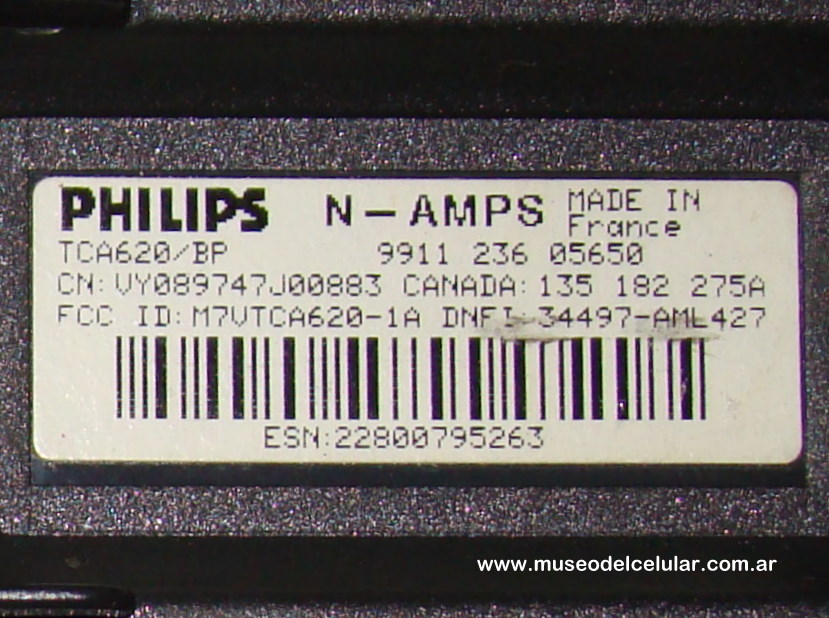 PHILIPS N-AMPS MADE IN
France
TCA620/BP 9911 236 05650
CN:VY089747J00883 CANADA:135 182 275A
FCC ID:M7VTCA620-1A DNFI 34497-AML427
ESN:22800795263
www.museodelcelular.com.ar